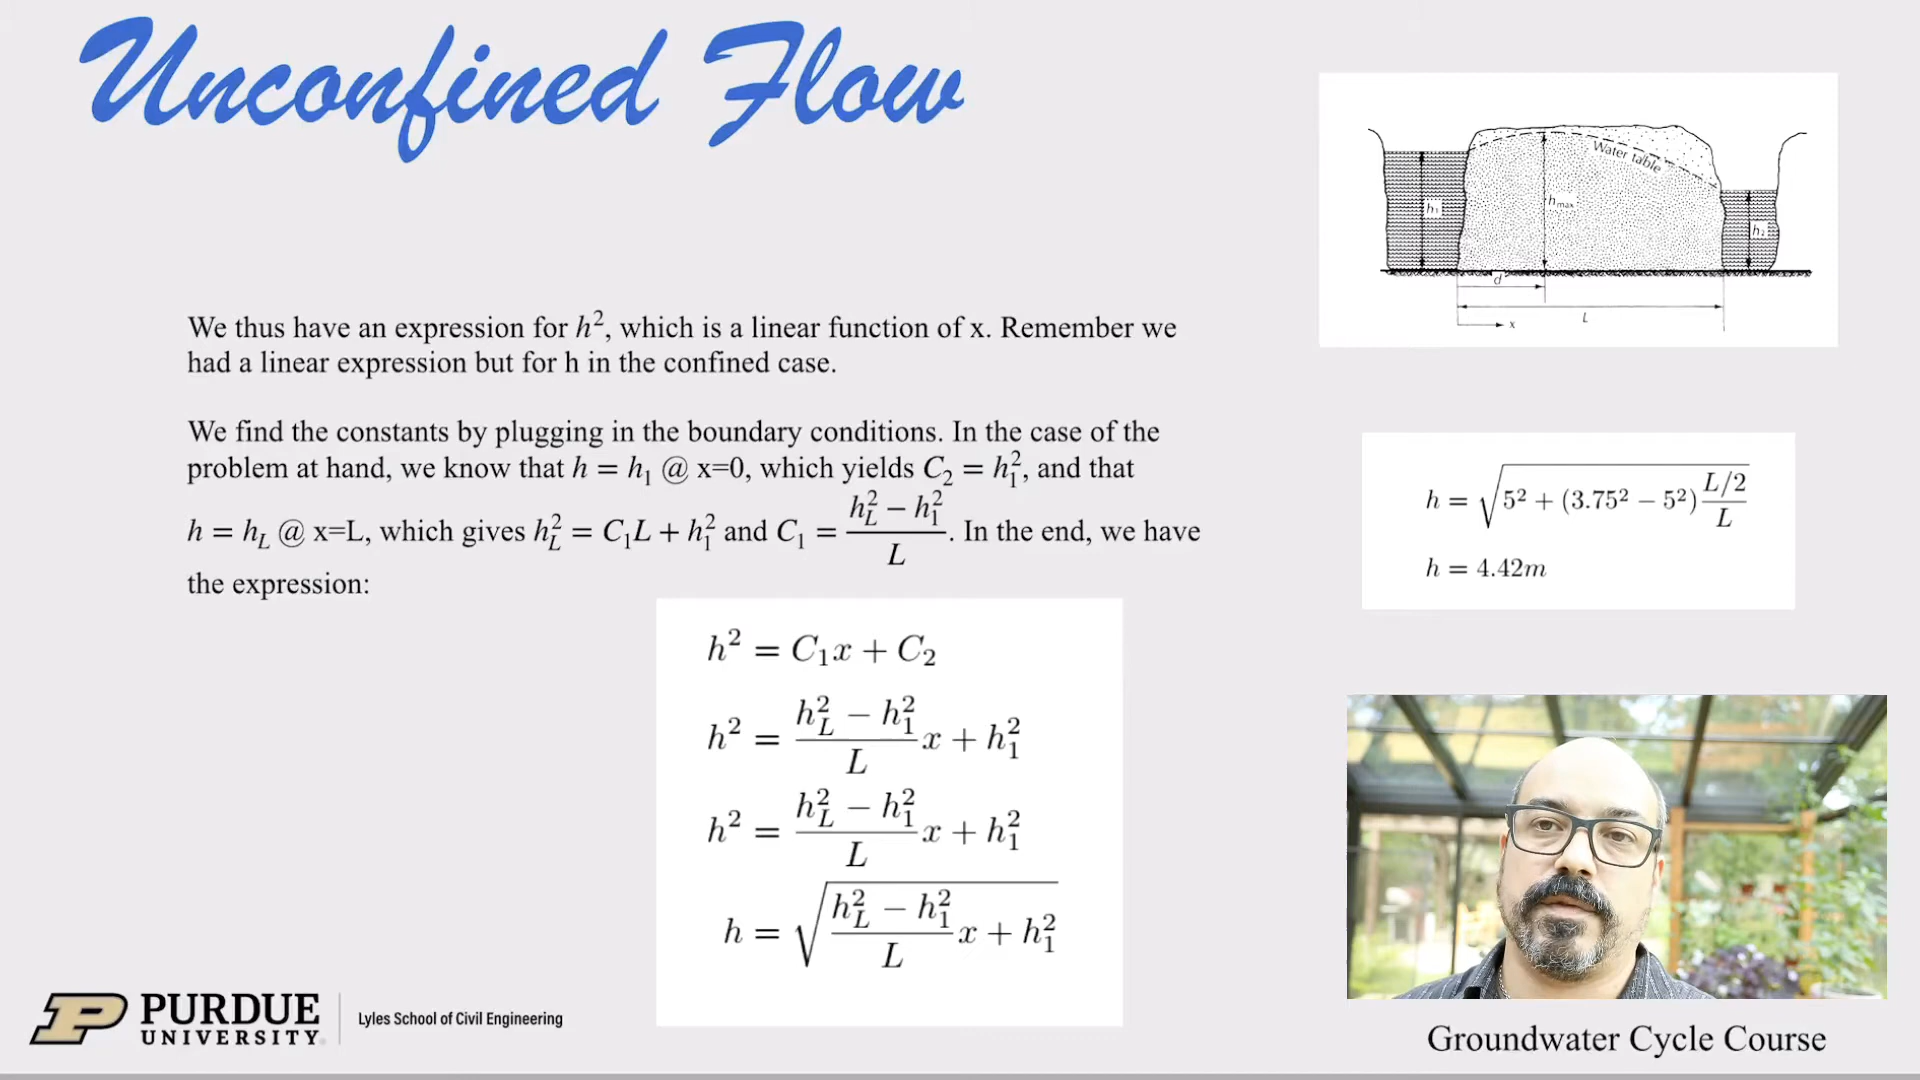 Unconfined Flow
Water table
h₁
hmax
h₂
d
L
x
We thus have an expression for h², which is a linear function of x. Remember we
had a linear expression but for h in the confined case.
We find the constants by plugging in the boundary conditions. In the case of the
problem at hand, we know that h = h₁ @ x=0, which yields C₂ = h₁², and that
h = h_L @ x=L, which gives h_L² = C₁L + h₁² and C₁ = (h_L² − h₁²)/L. In the end, we have
the expression:
h = √(5² + (3.75² − 5²) (L/2)/L)
h = 4.42m
h² = C₁x + C₂
h² = (h_L² − h₁²)/L x + h₁²
h² = (h_L² − h₁²)/L x + h₁²
h = √((h_L² − h₁²)/L x + h₁²)
PURDUE
UNIVERSITY®
Lyles School of Civil Engineering
Groundwater Cycle Course